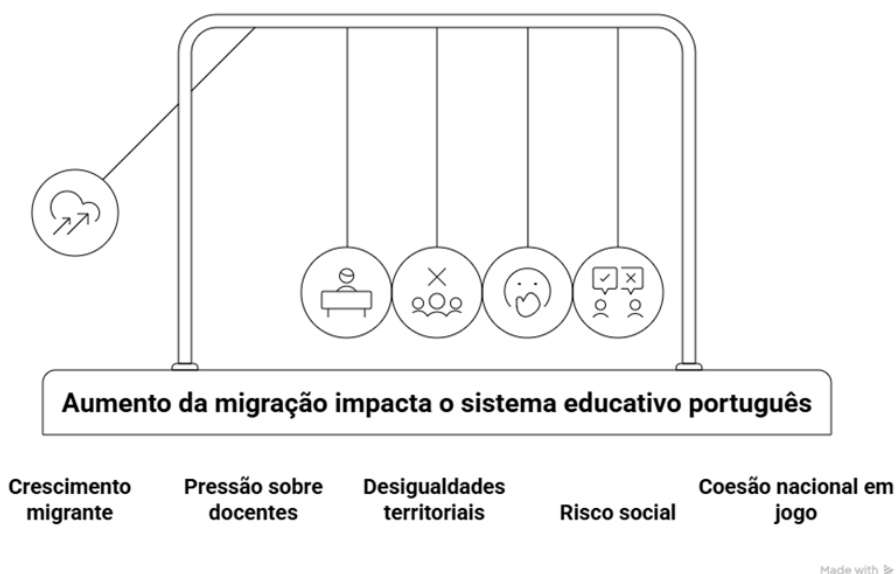 Aumento da migração impacta o sistema educativo português
Crescimento
migrante
Pressão sobre
docentes
Desigualdades
territoriais
Risco social
Coesão nacional em
jogo
Made with